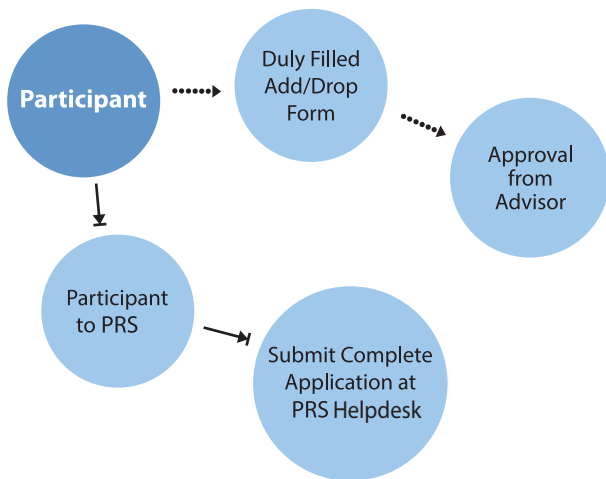 Participant
Duly Filled
Add/Drop
Form
Approval
from
Advisor
Participant
to PRS
Submit Complete
Application at
PRS Helpdesk